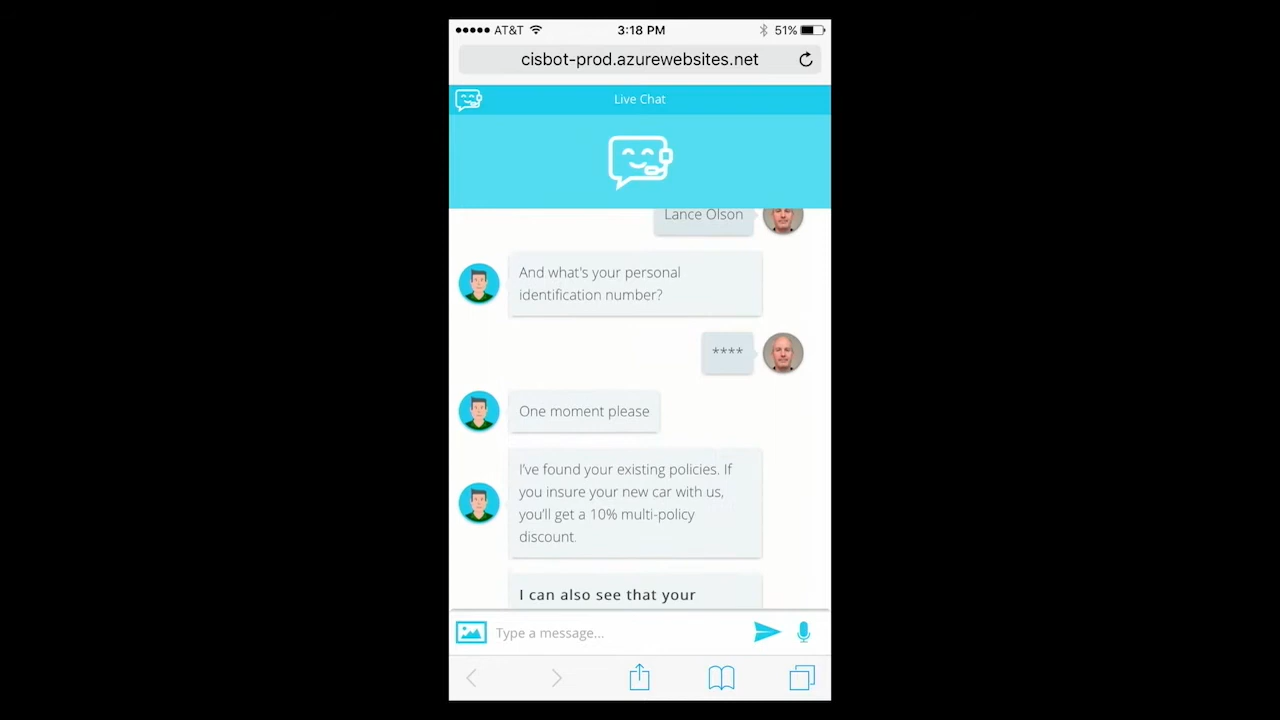 AT&T 3:18 PM 51%
cisbot-prod.azurewebsites.net
Live Chat
Lance Olson
And what's your personal
identification number?
****
One moment please
I've found your existing policies. If
you insure your new car with us,
you'll get a 10% multi-policy
discount.
I can also see that your
Type a message...